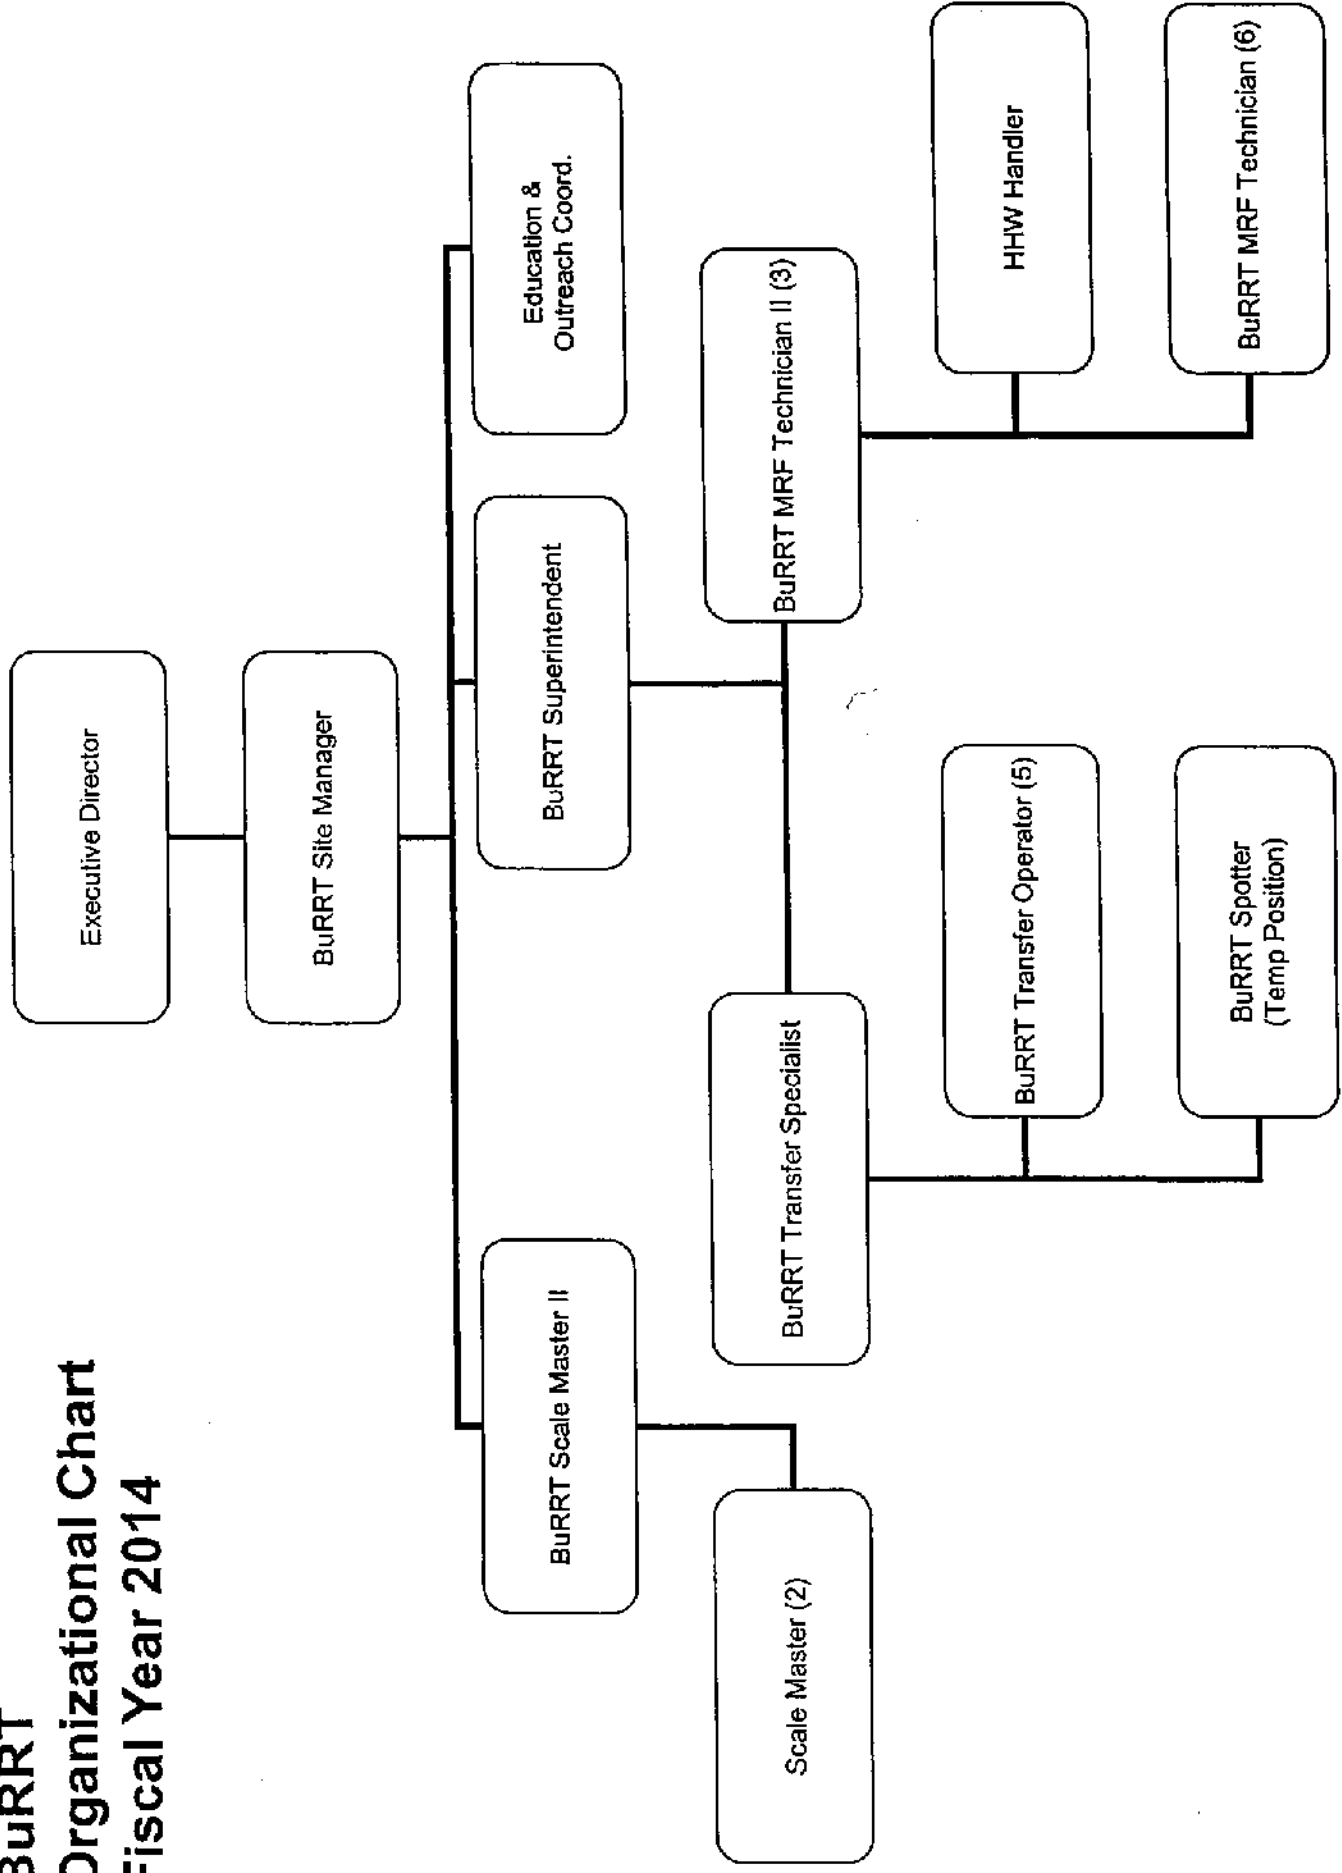 BuRRT
Organizational Chart
Fiscal Year 2014
Executive Director
BuRRT Site Manager
BuRRT Scale Master II
BuRRT Superintendent
Education &
Outreach Coord.
Scale Master (2)
BuRRT Transfer Specialist
BuRRT MRF Technician II (3)
BuRRT Transfer Operator (5)
HHW Handler
BuRRT Spotter
(Temp Position)
BuRRT MRF Technician (6)